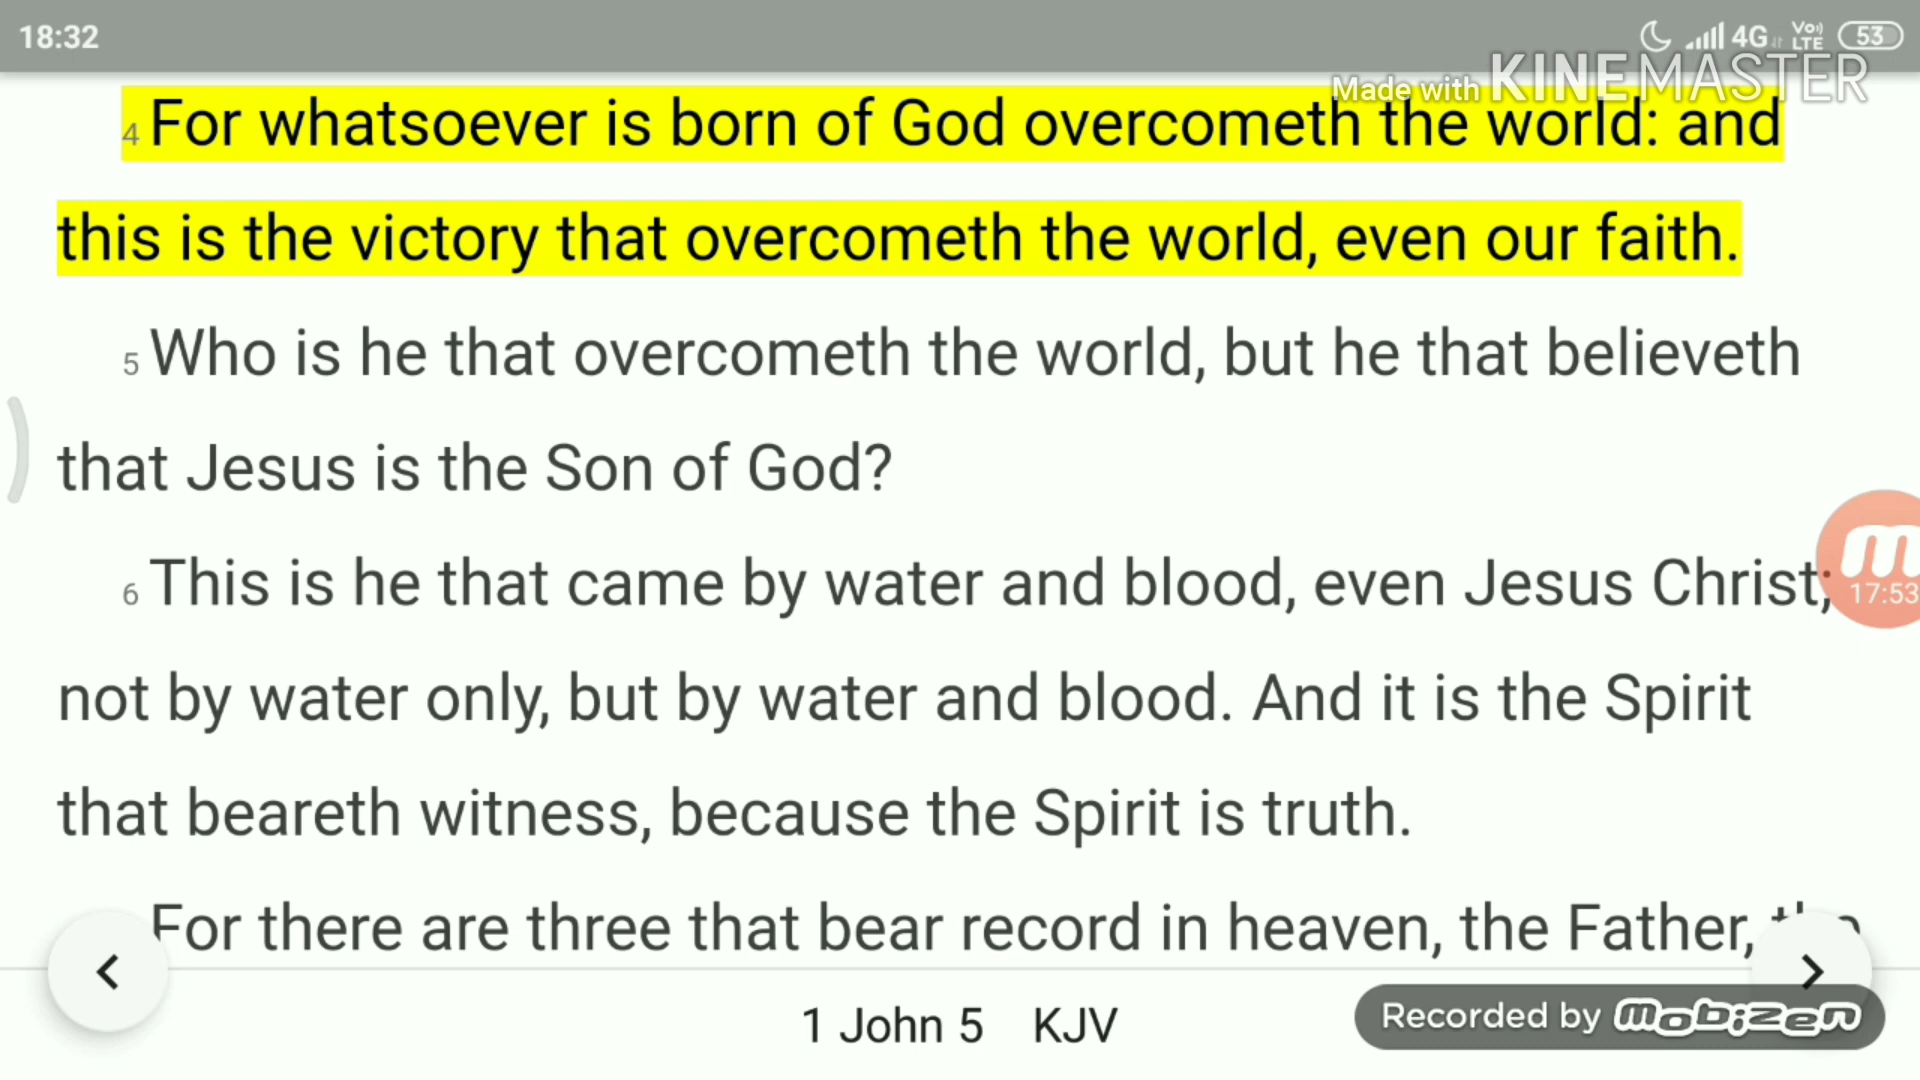 18:32
4G Vo)) LTE 53
Made with KINEMASTER
4 For whatsoever is born of God overcometh the world: and
this is the victory that overcometh the world, even our faith.
5 Who is he that overcometh the world, but he that believeth
that Jesus is the Son of God?
6 This is he that came by water and blood, even Jesus Christ;
17:53
not by water only, but by water and blood. And it is the Spirit
that beareth witness, because the Spirit is truth.
For there are three that bear record in heaven, the Father,
1 John 5 KJV
Recorded by mobizen